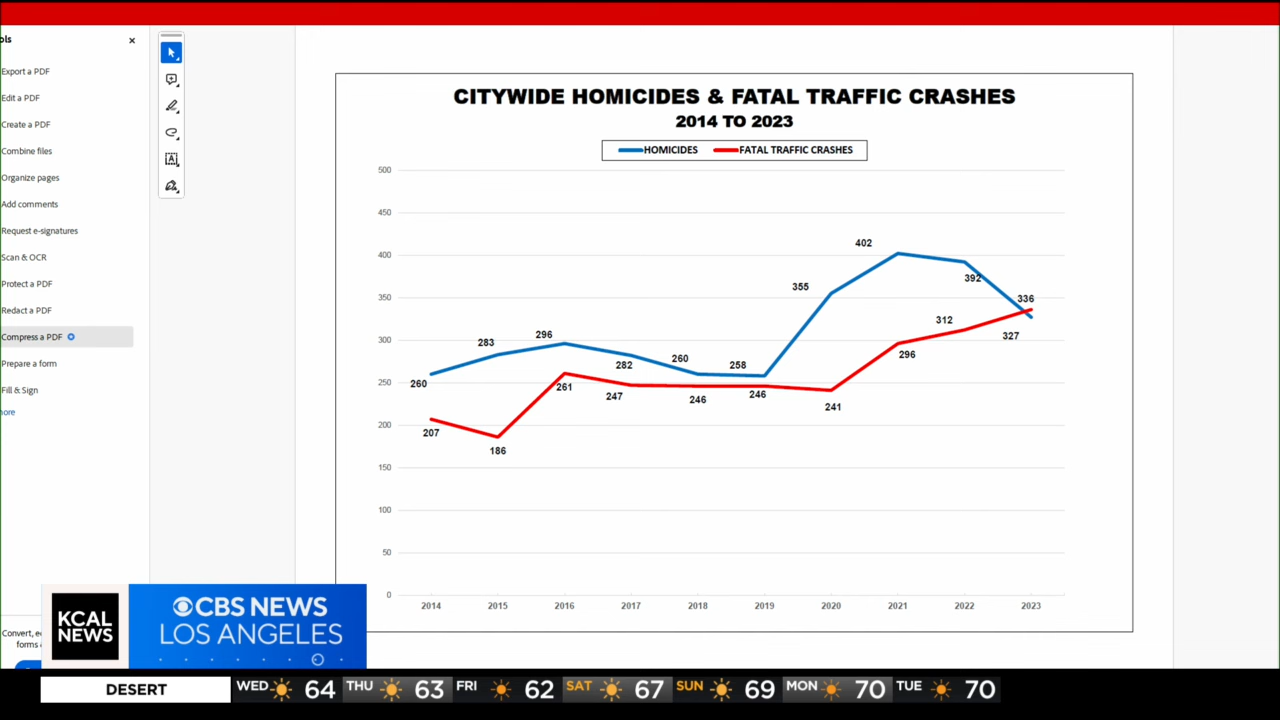 ols
Export a PDF
Edit a PDF
Create a PDF
Combine files
Organize pages
Add comments
Request e-signatures
Scan & OCR
Protect a PDF
Redact a PDF
Compress a PDF
Prepare a form
Fill & Sign
ore
Convert, e
forms
CITYWIDE HOMICIDES & FATAL TRAFFIC CRASHES
2014 TO 2023
HOMICIDES FATAL TRAFFIC CRASHES
500
450
400
350
300
250
200
150
100
50
0
260 283 296 282 260 258 355 402 392 327
207 186 261 247 246 246 241 296 312 336
2014 2015 2016 2017 2018 2019 2020 2021 2022 2023
KCAL
NEWS
CBS NEWS
LOS ANGELES
DESERT WED 64 THU 63 FRI 62 SAT 67 SUN 69 MON 70 TUE 70